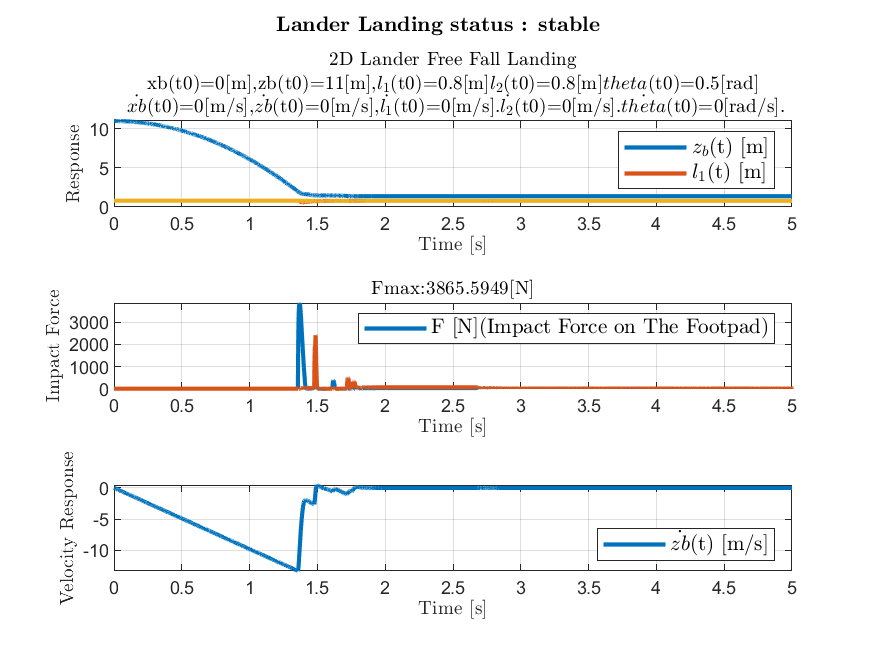 Lander Landing status : stable
2D Lander Free Fall Landing
xb(t0)=0[m],zb(t0)=11[m],l₁(t0)=0.8[m]l₂(t0)=0.8[m]theta(t0)=0.5[rad]
ẋb(t0)=0[m/s],żb(t0)=0[m/s],l̇₁(t0)=0[m/s].l̇₂(t0)=0[m/s].thėta(t0)=0[rad/s].
Response
10
5
0
z_b(t) [m]
l₁(t) [m]
0 0.5 1 1.5 2 2.5 3 3.5 4 4.5 5
Time [s]
Fmax:3865.5949[N]
Impact Force
3000
2000
1000
0
F [N](Impact Force on The Footpad)
0 0.5 1 1.5 2 2.5 3 3.5 4 4.5 5
Time [s]
Velocity Response
0
-5
-10
żb(t) [m/s]
0 0.5 1 1.5 2 2.5 3 3.5 4 4.5 5
Time [s]